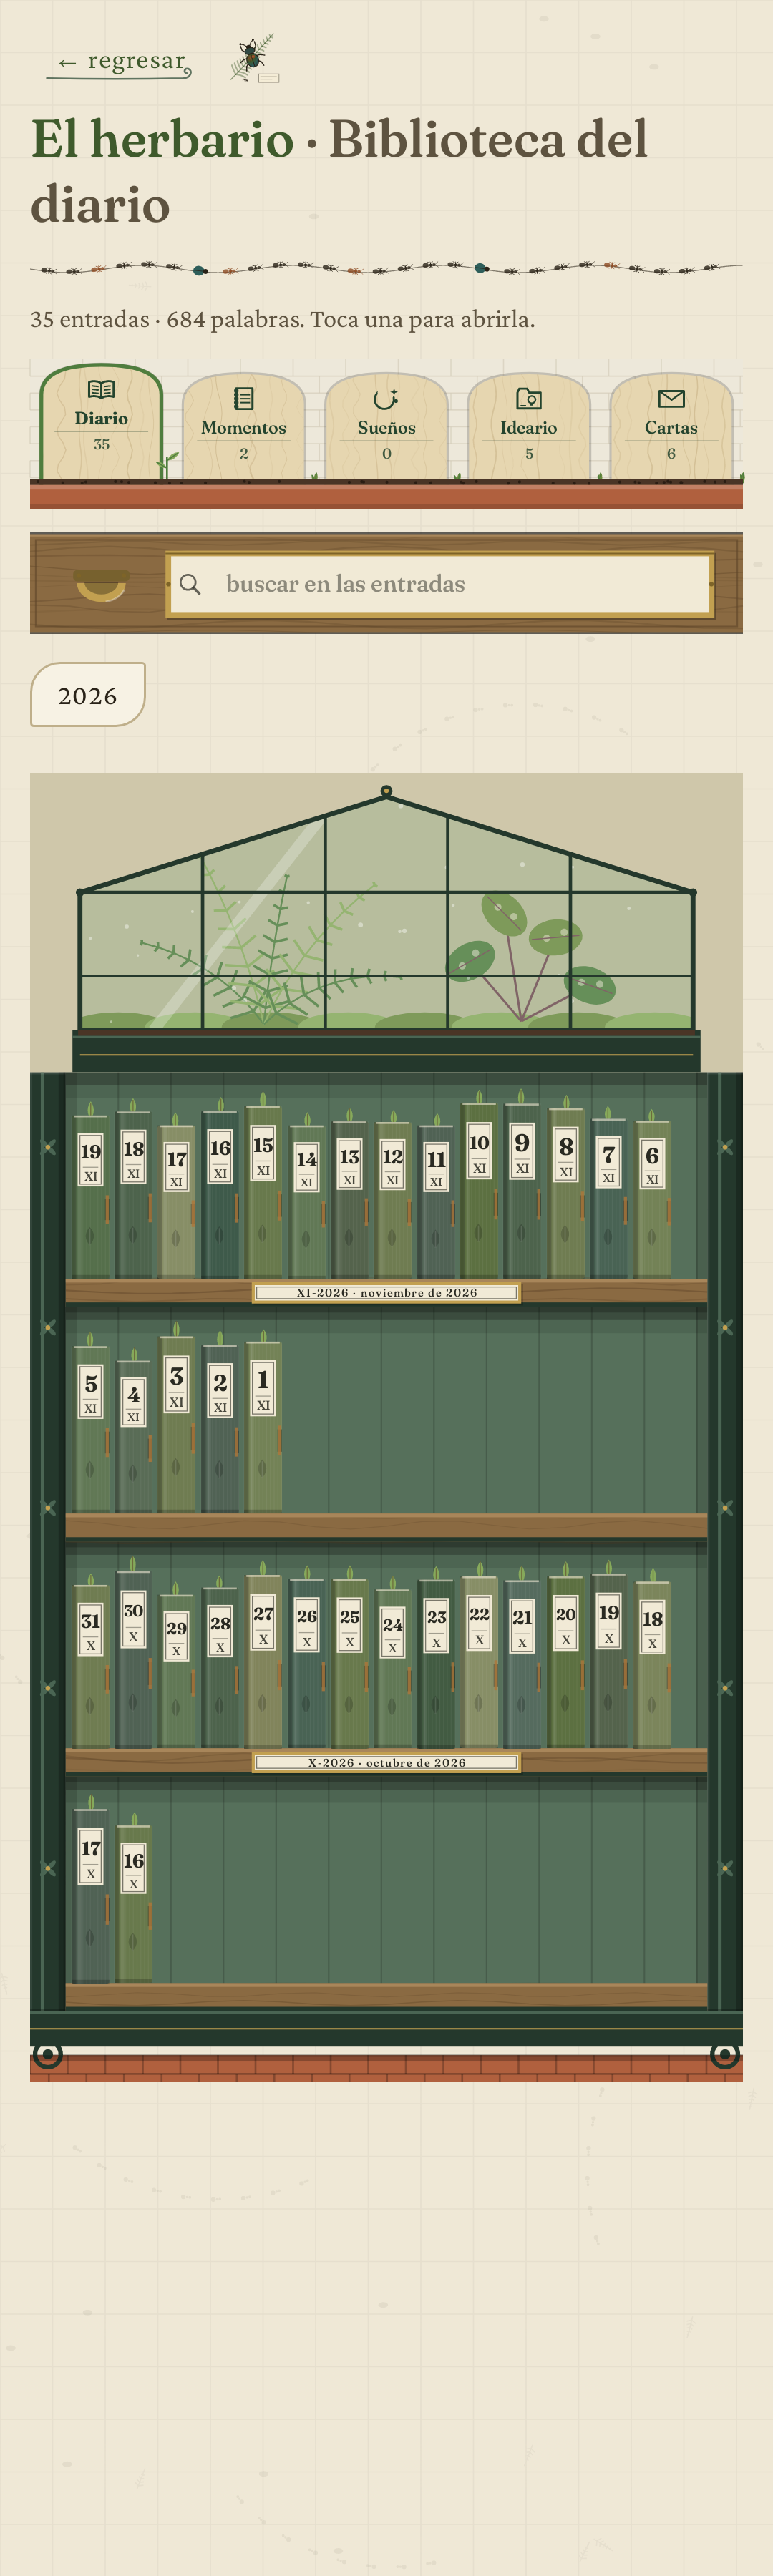 ← regresar
El herbario · Biblioteca del
diario
35 entradas · 684 palabras. Toca una para abrirla.
Diario
35
Momentos
2
Sueños
0
Ideario
5
Cartas
6
buscar en las entradas
2026
19 18 17 16 15 14 13 12 11 10 9 8 7 6
XI XI XI XI XI XI XI XI XI XI XI XI XI XI
XI-2026 · noviembre de 2026
5 4 3 2 1
XI XI XI XI XI
31 30 29 28 27 26 25 24 23 22 21 20 19 18
X X X X X X X X X X X X X X
X-2026 · octubre de 2026
17 16
X X